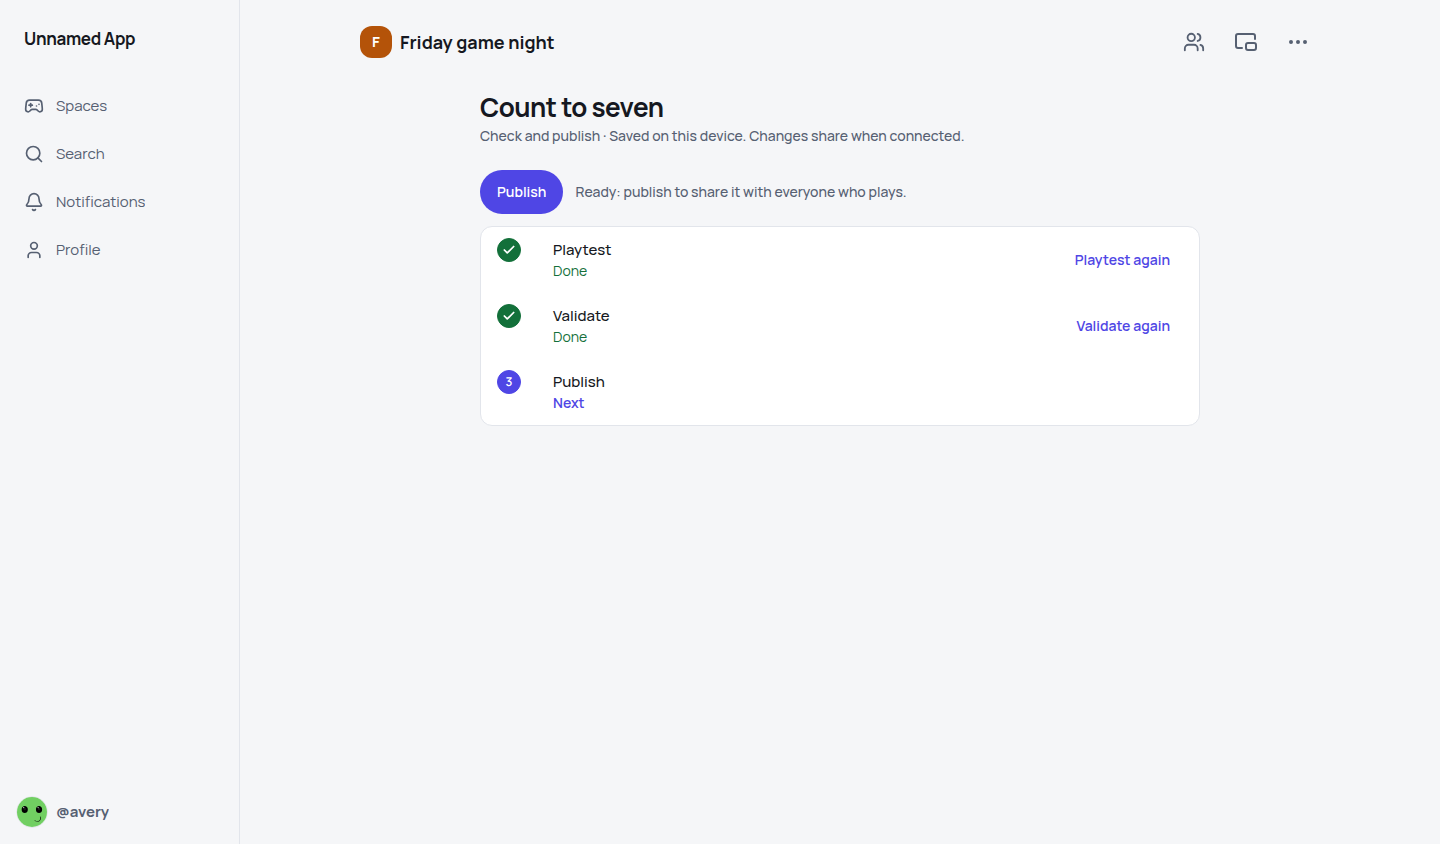 Unnamed App
Spaces
Search
Notifications
Profile
@avery
F
Friday game night
Count to seven
Check and publish · Saved on this device. Changes share when connected.
Publish
Ready: publish to share it with everyone who plays.
Playtest
Done
Playtest again
Validate
Done
Validate again
3
Publish
Next